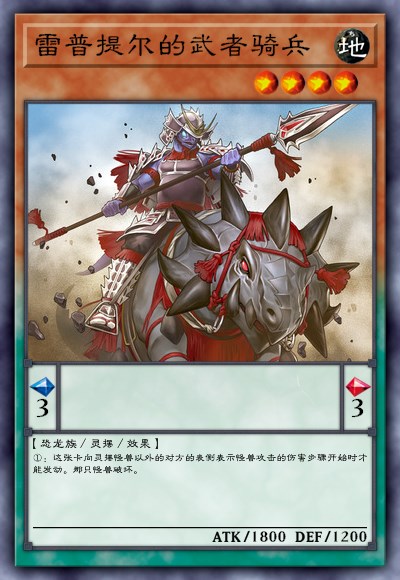 雷普提尔的武者骑兵
地
3
3
【恐龙族/灵摆/效果】
①：这张卡向灵摆怪兽以外的对方的表侧表示怪兽攻击的伤害步骤开始时才
能发动。那只怪兽破坏。
ATK/1800 DEF/1200